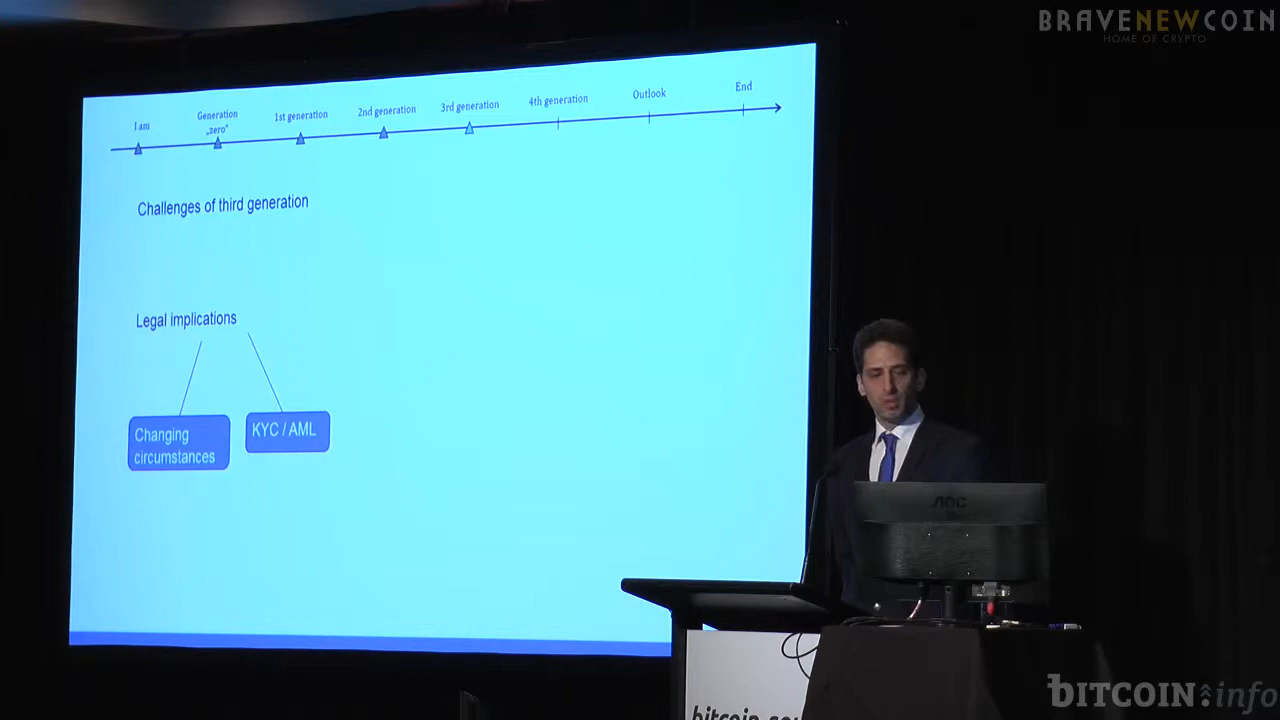 BRAVENEWCOIN
HOME OF CRYPTO
I am
Generation
„zero"
1st generation
2nd generation
3rd generation
4th generation
Outlook
End
Challenges of third generation
Legal implications
Changing
circumstances
KYC / AML
AOC
bitcoin
BITCOIN:info